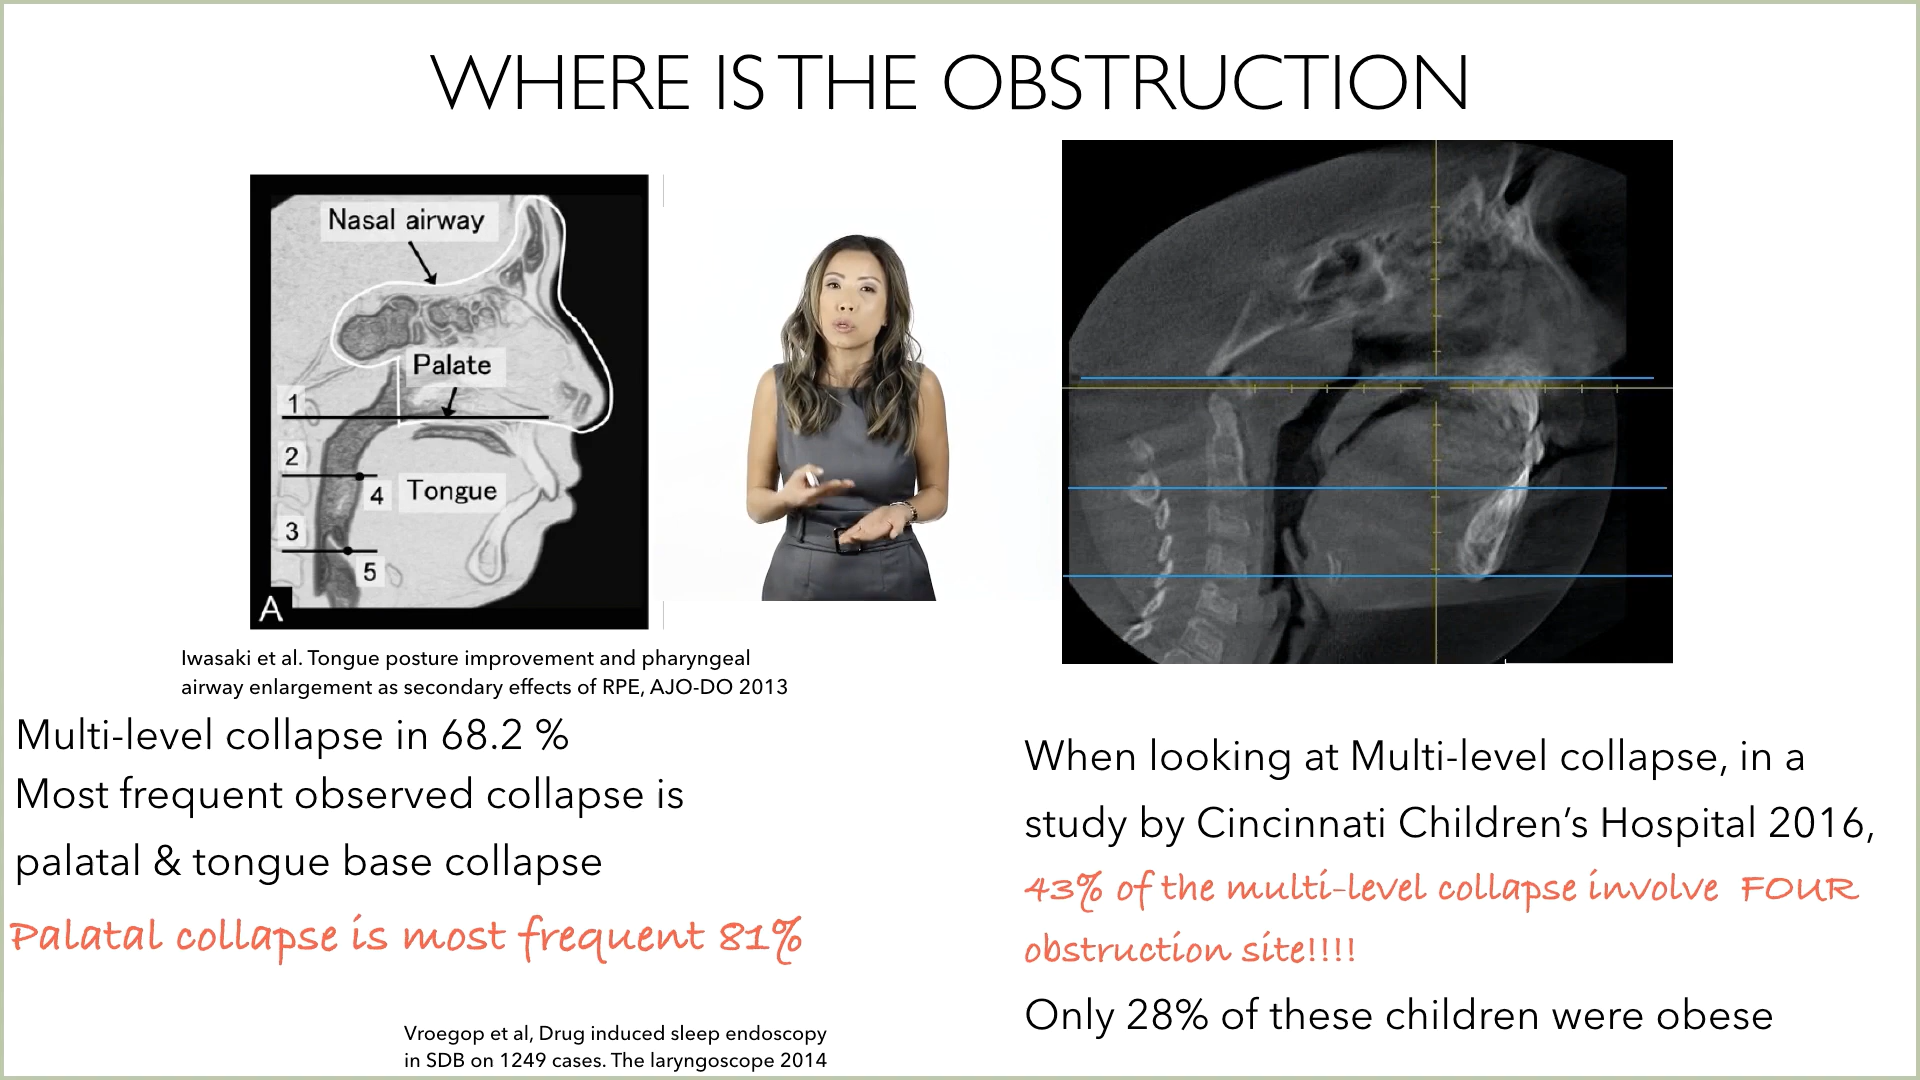 WHERE IS THE OBSTRUCTION
Nasal airway
Palate
1
2
4
Tongue
3
5
A
Iwasaki et al. Tongue posture improvement and pharyngeal
airway enlargement as secondary effects of RPE, AJO-DO 2013
Multi-level collapse in 68.2 %
Most frequent observed collapse is
palatal & tongue base collapse
Palatal collapse is most frequent 81%
Vroegop et al, Drug induced sleep endoscopy
in SDB on 1249 cases. The laryngoscope 2014
When looking at Multi-level collapse, in a
study by Cincinnati Children’s Hospital 2016,
43% of the multi-level collapse involve FOUR
obstruction site!!!!
Only 28% of these children were obese